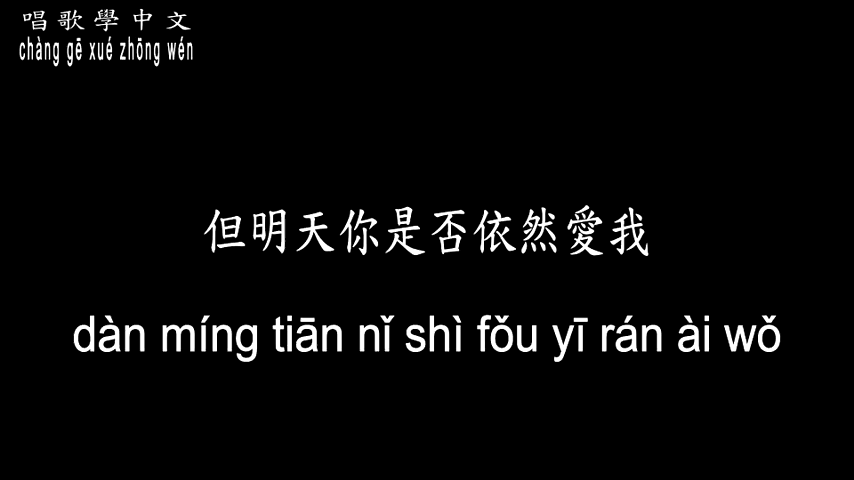 唱歌學中文
chàng gē xué zhōng wén
但明天你是否依然愛我
dàn míng tiān nǐ shì fǒu yī rán ài wǒ